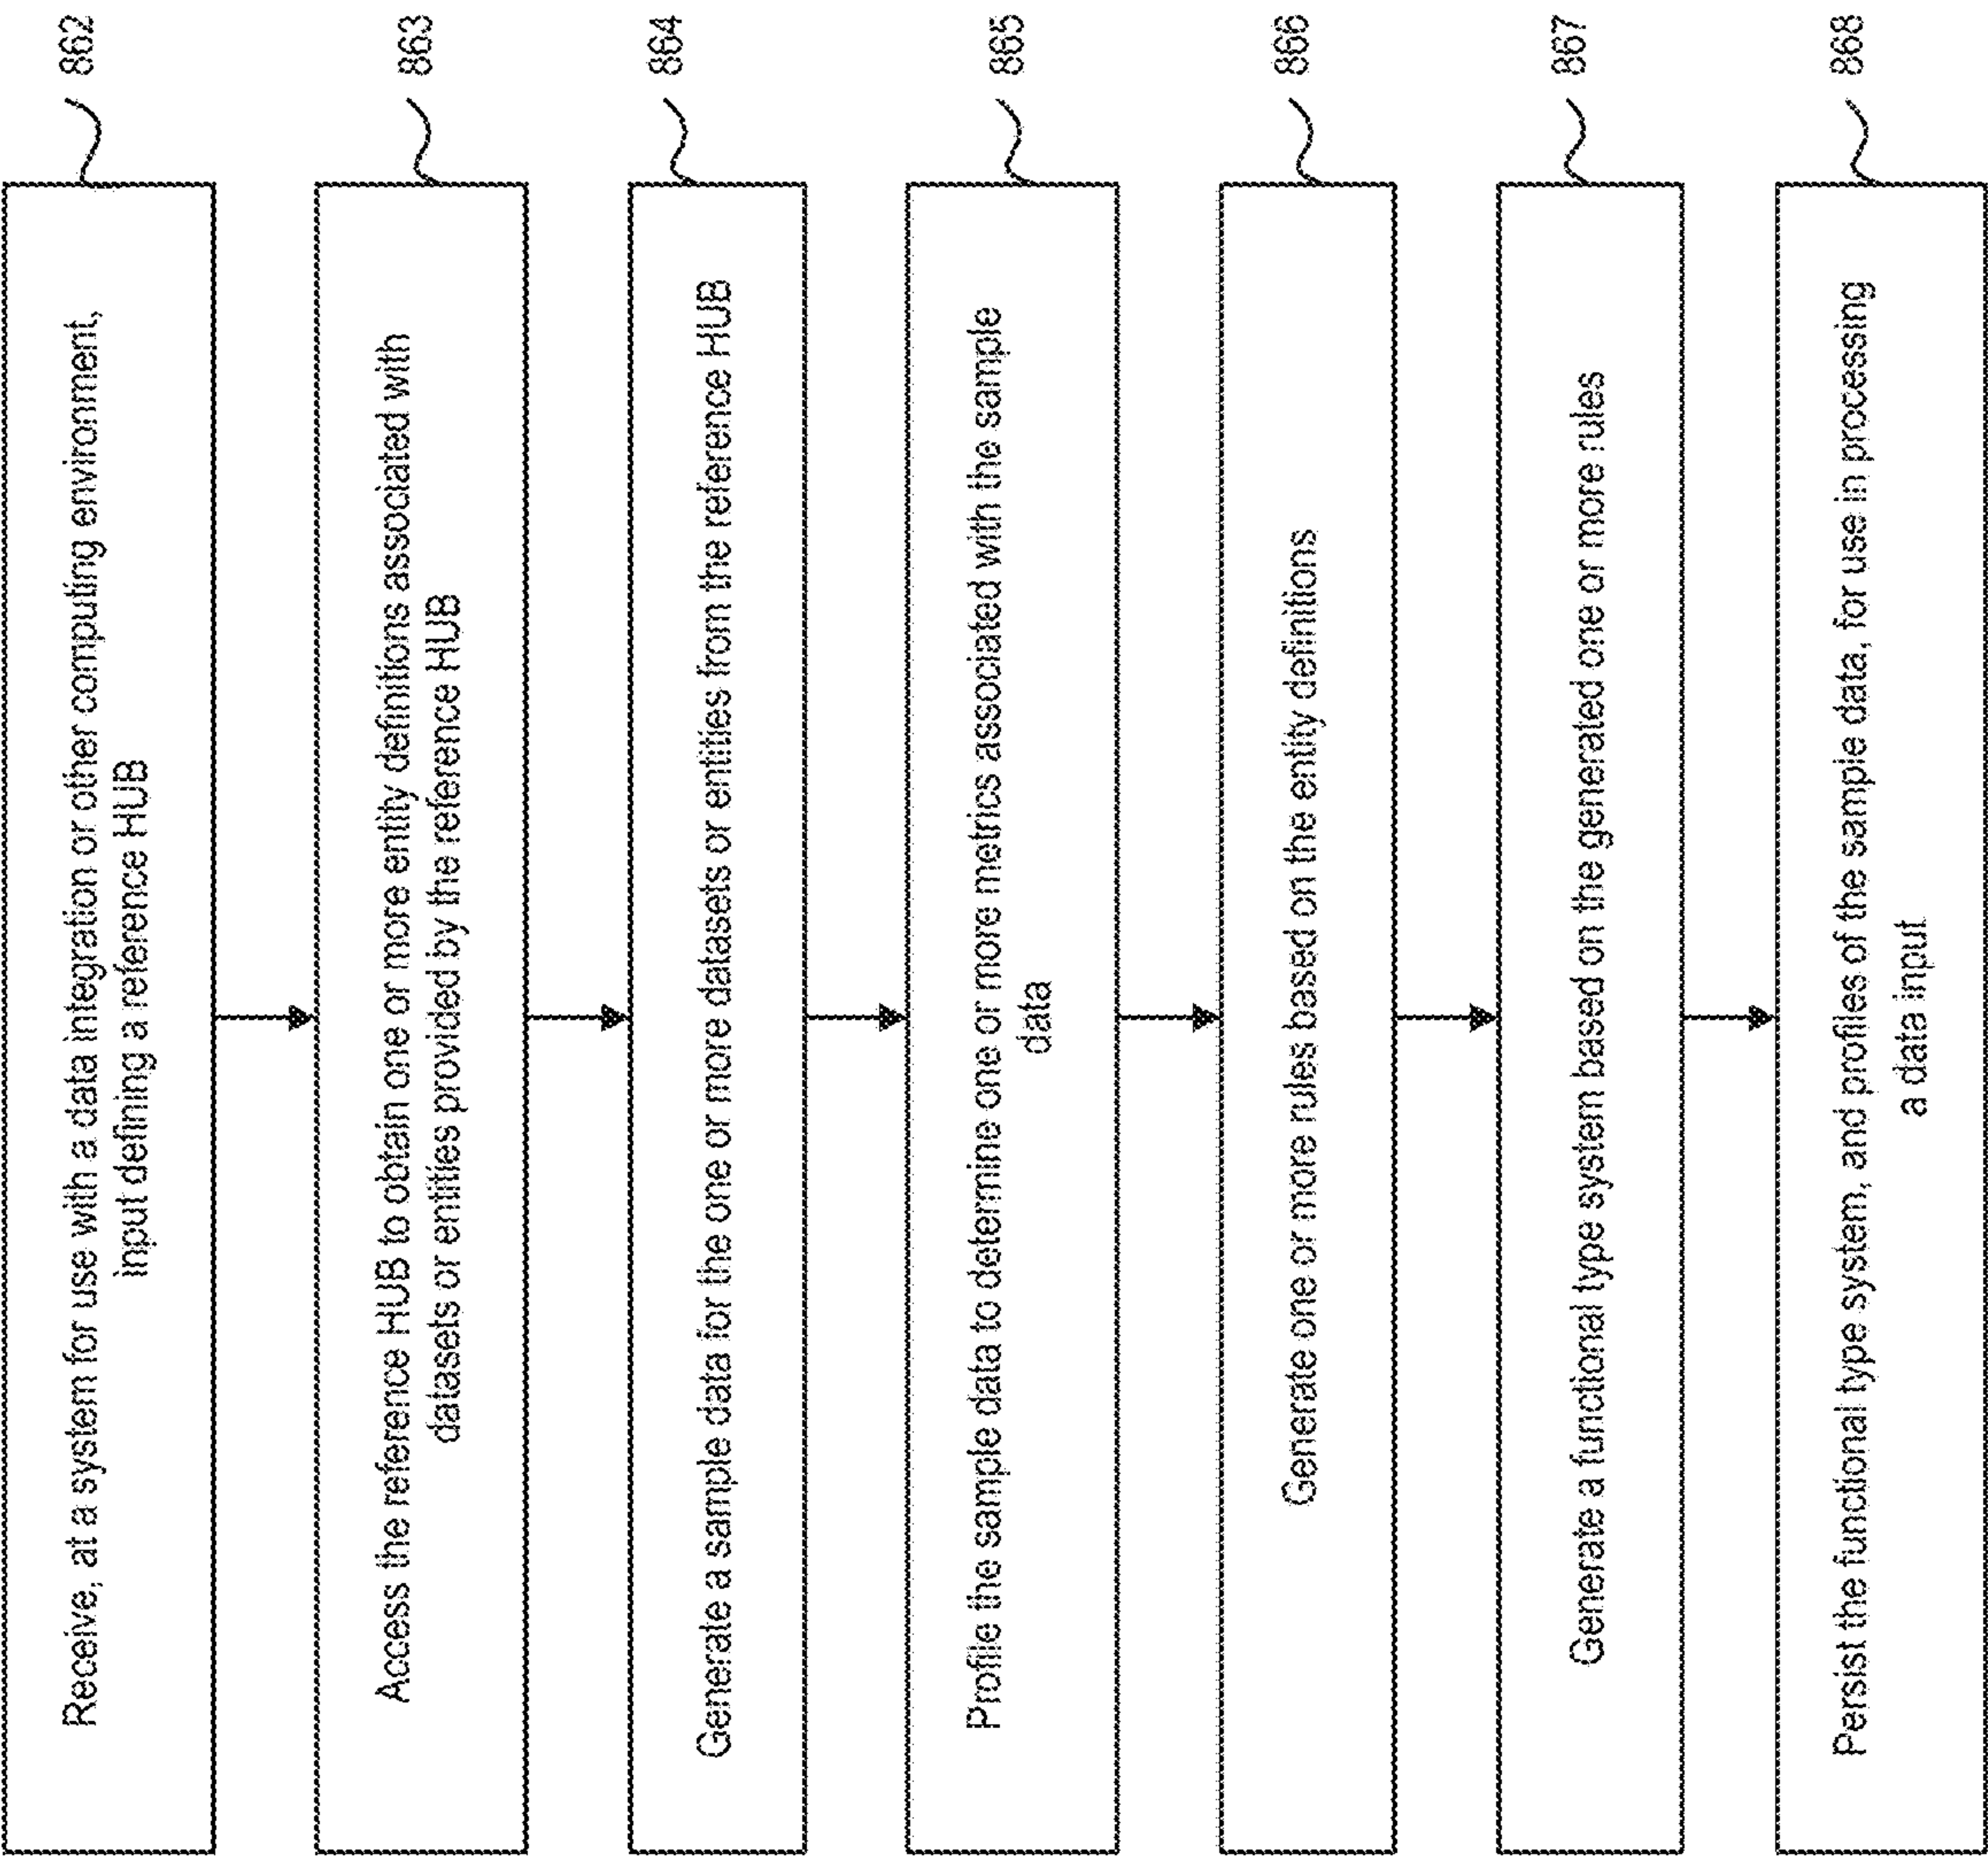 Receive, at a system for use with a data integration or other computing environment,
input defining a reference HUB
862
Access the reference HUB to obtain one or more entity definitions associated with
datasets or entities provided by the reference HUB
863
Generate a sample data for the one or more datasets or entities from the reference HUB
864
Profile the sample data to determine one or more metrics associated with the sample
data
865
Generate one or more rules based on the entity definitions
866
Generate a functional type system based on the generated one or more rules
867
Persist the functional type system, and profiles of the sample data, for use in processing
a data input
868